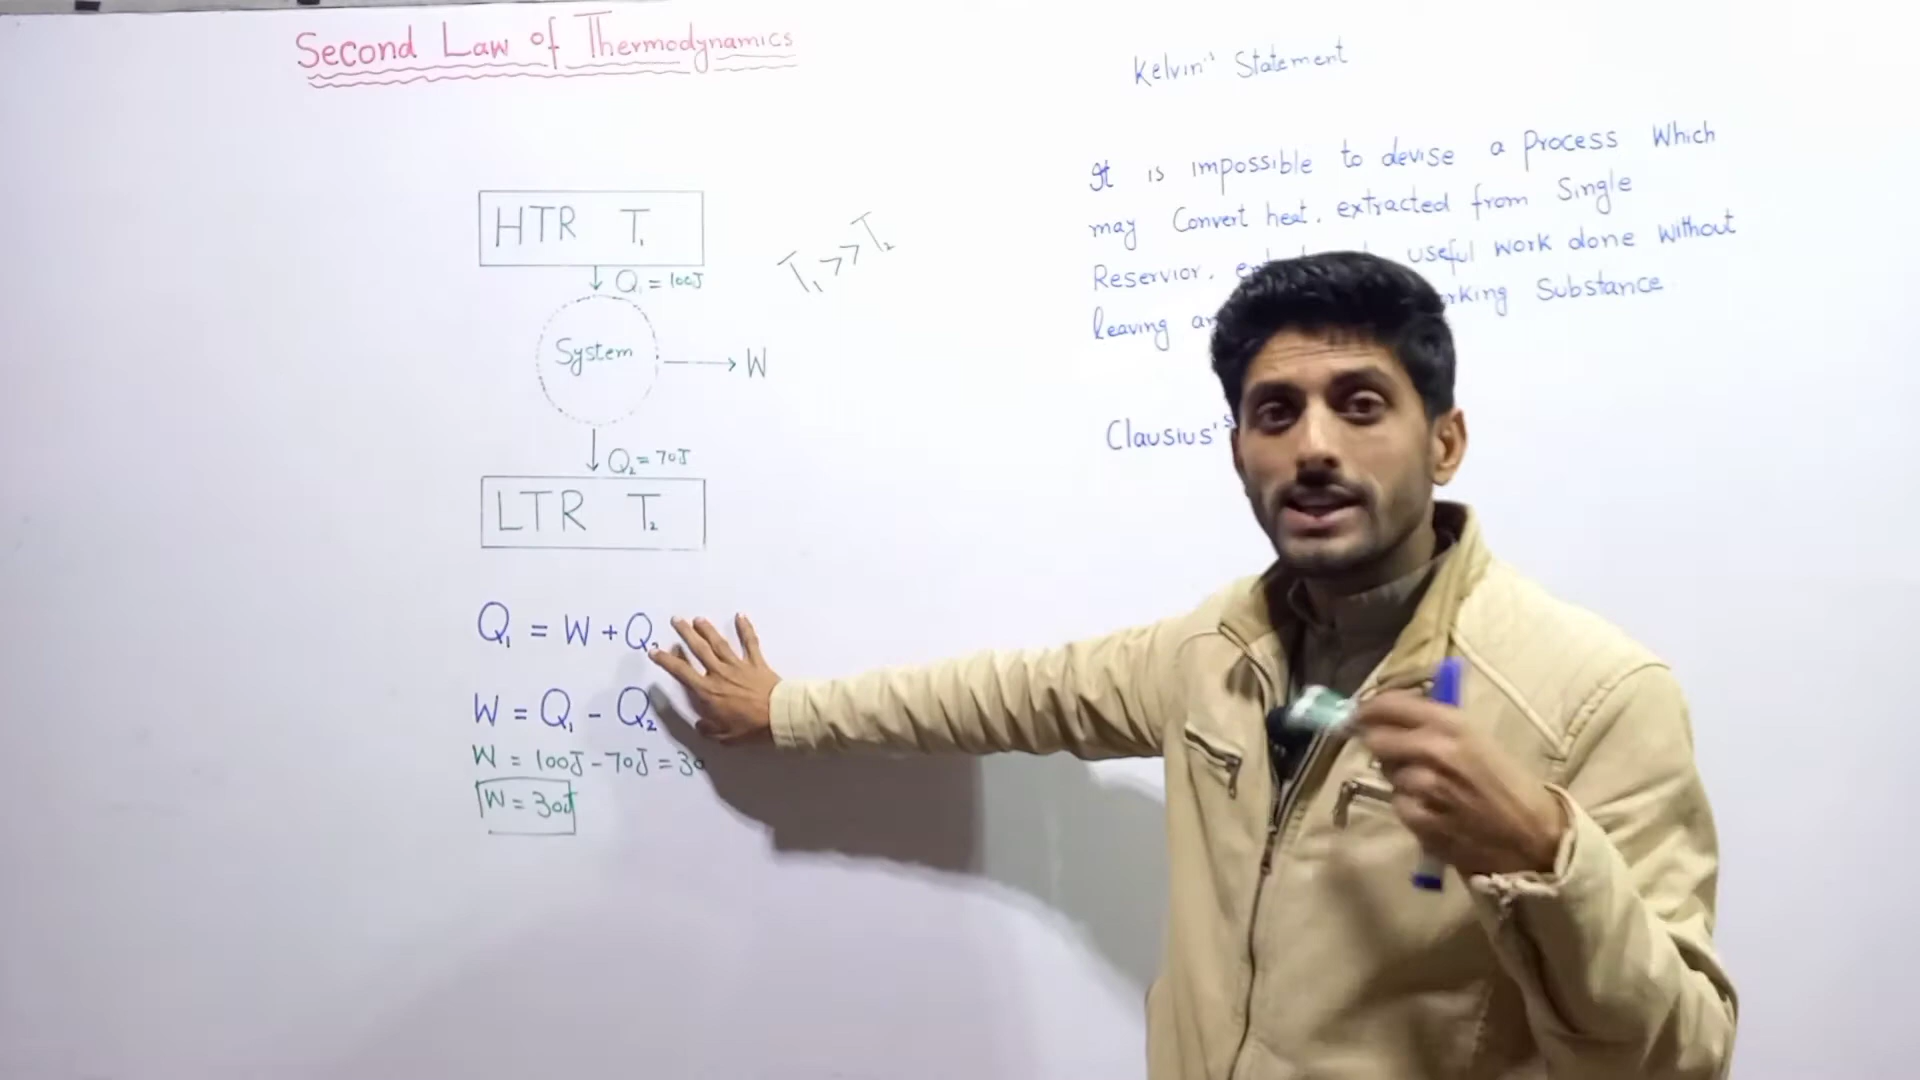 Second Law of Thermodynamics
HTR T₁
Q₁ = 100J
T₁ >> T₂
System
W
Q₂ = 70J
LTR T₂
Q₁ = W + Q₂
W = Q₁ - Q₂
W = 100J - 70J = 30
W = 30J
Kelvin's Statement
It is impossible to devise a Process Which
may Convert heat, extracted from Single
Reservior, useful work done without
leaving Substance
Clausius's